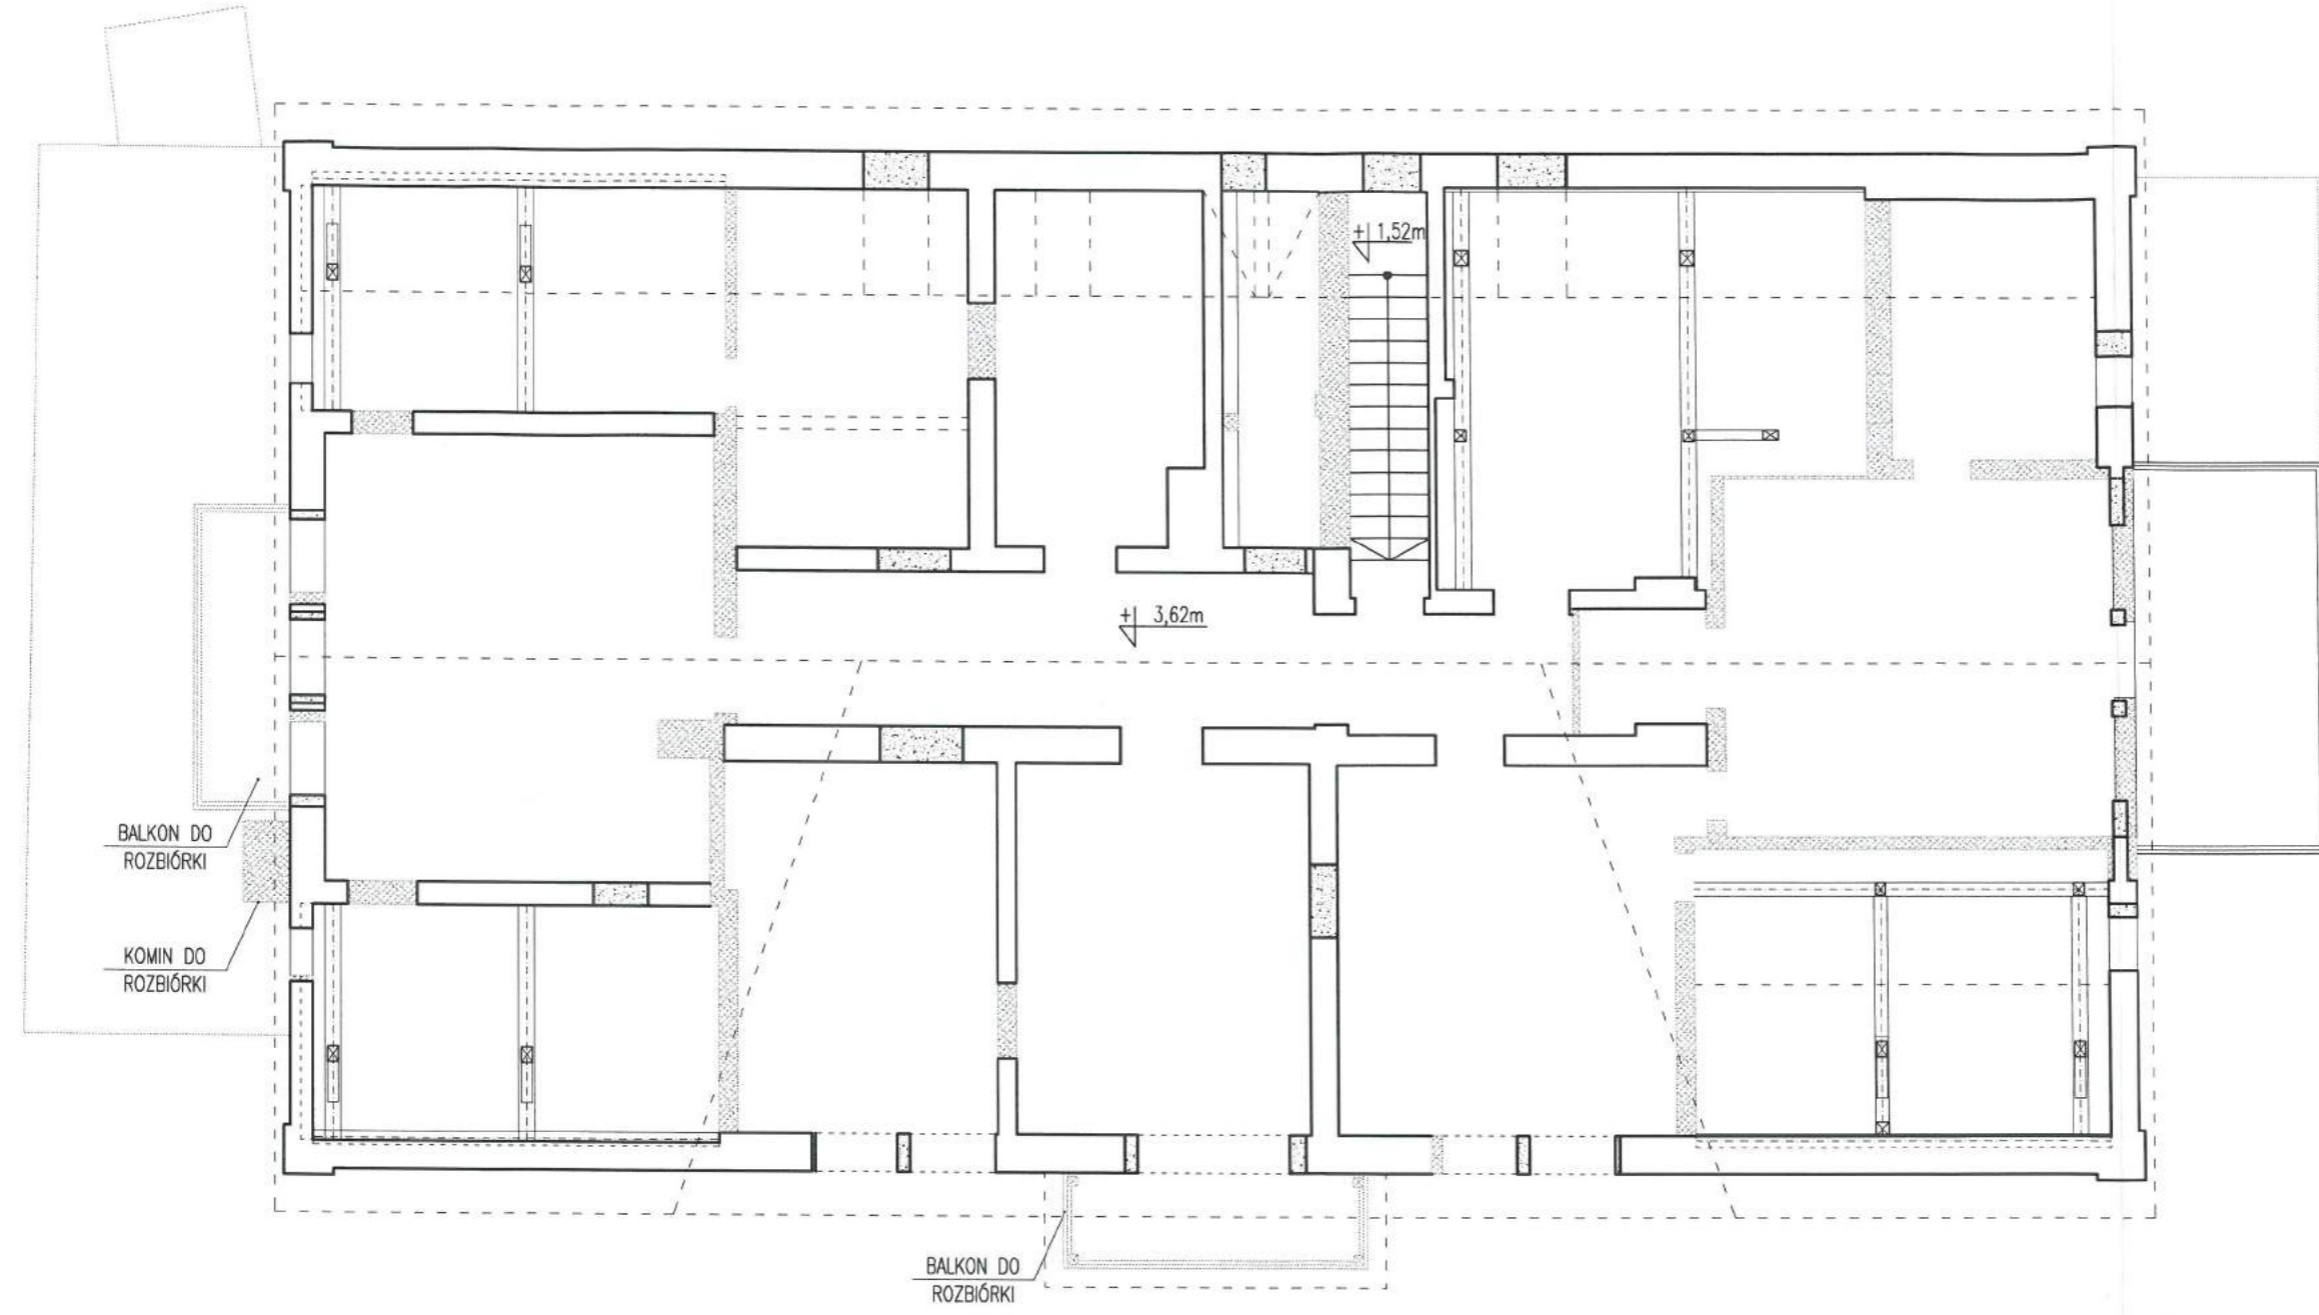 + 1,52m
+ 3,62m
BALKON DO
ROZBIÓRKI
KOMIN DO
ROZBIÓRKI
BALKON DO
ROZBIÓRKI